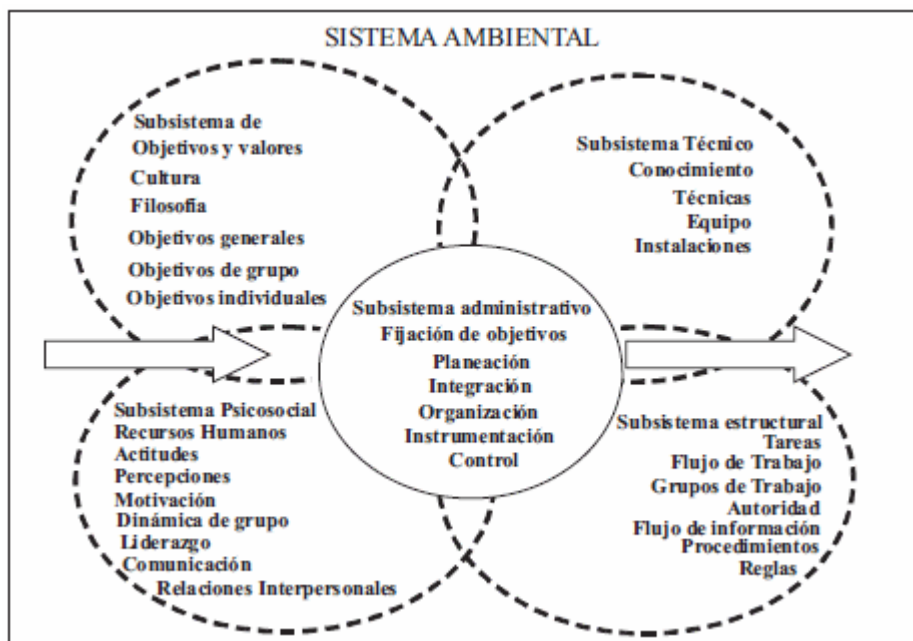 SISTEMA AMBIENTAL
Subsistema de
Objetivos y valores
Cultura
Filosofía
Objetivos generales
Objetivos de grupo
Objetivos individuales
Subsistema Técnico
Conocimiento
Técnicas
Equipo
Instalaciones
Subsistema administrativo
Fijación de objetivos
Planeación
Integración
Organización
Instrumentación
Control
Subsistema Psicosocial
Recursos Humanos
Actitudes
Percepciones
Motivación
Dinámica de grupo
Liderazgo
Comunicación
Relaciones Interpersonales
Subsistema estructural
Tareas
Flujo de Trabajo
Grupos de Trabajo
Autoridad
Flujo de información
Procedimientos
Reglas